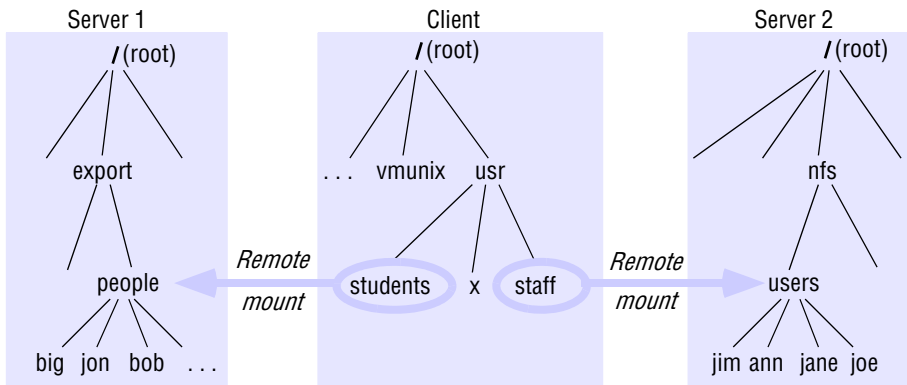 Server 1 Client Server 2
/ (root) / (root) / (root)
export . . . vmunix usr nfs
Remote Remote
people students x staff users
mount mount
big jon bob . . . jim ann jane joe